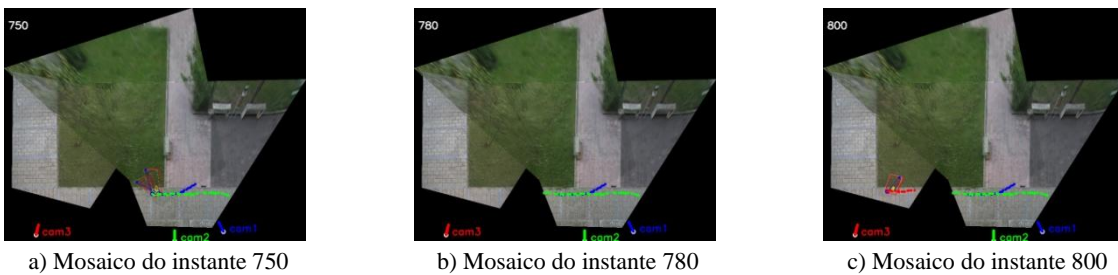 750
780
800
cam3
cam2
cam1
cam3
cam2
cam1
cam3
cam2
cam1
a) Mosaico do instante 750
b) Mosaico do instante 780
c) Mosaico do instante 800